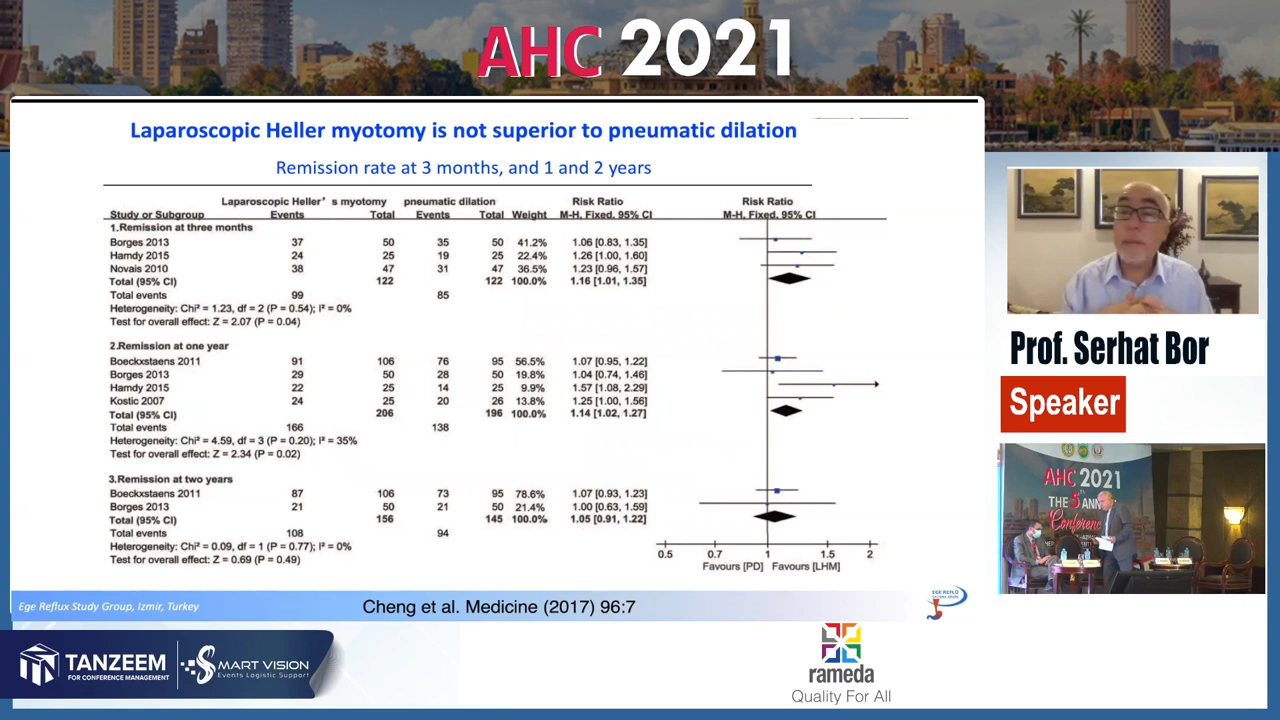 AHC 2021
Laparoscopic Heller myotomy is not superior to pneumatic dilation
Remission rate at 3 months, and 1 and 2 years
Laparoscopic Heller's myotomy pneumatic dilation Risk Ratio Risk Ratio
Study or Subgroup Events Total Events Total Weight M-H. Fixed. 95% CI M-H. Fixed. 95% CI
1.Remission at three months
Borges 2013 37 50 35 50 41.2% 1.06 [0.83, 1.35]
Hamdy 2015 24 25 19 25 22.4% 1.26 [1.00, 1.60]
Novais 2010 38 47 31 47 36.5% 1.23 [0.96, 1.57]
Total (95% CI) 122 122 100.0% 1.16 [1.01, 1.35]
Total events 99 85
Heterogeneity: Chi² = 1.23, df = 2 (P = 0.54); I² = 0%
Test for overall effect: Z = 2.07 (P = 0.04)
2.Remission at one year
Boeckxstaens 2011 91 106 76 95 56.5% 1.07 [0.95, 1.22]
Borges 2013 29 50 28 50 19.8% 1.04 [0.74, 1.46]
Hamdy 2015 22 25 14 25 9.9% 1.57 [1.08, 2.29]
Kostic 2007 24 25 20 26 13.8% 1.25 [1.00, 1.56]
Total (95% CI) 206 196 100.0% 1.14 [1.02, 1.27]
Total events 166 138
Heterogeneity: Chi² = 4.59, df = 3 (P = 0.20); I² = 35%
Test for overall effect: Z = 2.34 (P = 0.02)
3.Remission at two years
Boeckxstaens 2011 87 106 73 95 78.6% 1.07 [0.93, 1.23]
Borges 2013 21 50 21 50 21.4% 1.00 [0.63, 1.59]
Total (95% CI) 156 145 100.0% 1.05 [0.91, 1.22]
Total events 108 94
Heterogeneity: Chi² = 0.09, df = 1 (P = 0.77); I² = 0%
Test for overall effect: Z = 0.69 (P = 0.49)
0.5 0.7 1 1.5 2
Favours [PD] Favours [LHM]
Ege Reflux Study Group, Izmir, Turkey
Cheng et al. Medicine (2017) 96:7
EGE REFLÜ
Prof. Serhat Bor
Speaker
AHC 2021
THE 5 ANN
Conference
TANZEEM
FOR CONFERENCE MANAGEMENT
SMART VISION
Events Logistic Support
rameda
Quality For All